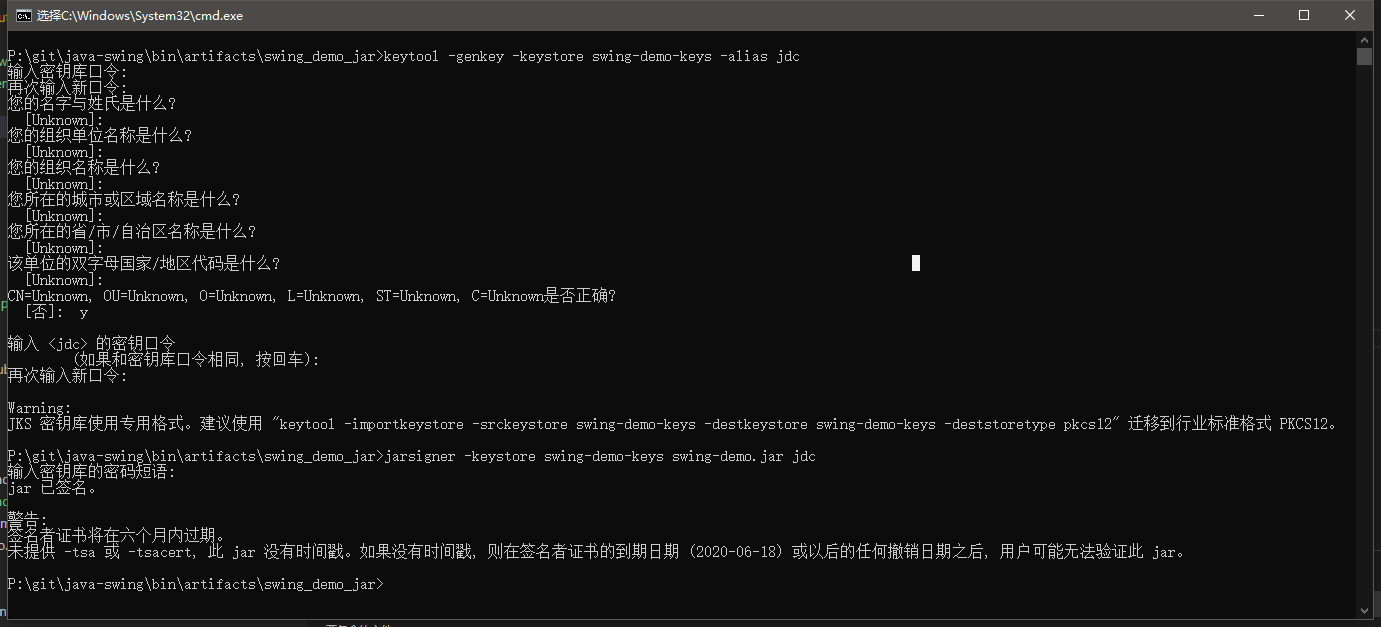 选择C:\Windows\System32\cmd.exe
P:\git\java-swing\bin\artifacts\swing_demo_jar>keytool -genkey -keystore swing-demo-keys -alias jdc
输入密钥库口令:
再次输入新口令:
您的名字与姓氏是什么?
[Unknown]:
您的组织单位名称是什么?
[Unknown]:
您的组织名称是什么?
[Unknown]:
您所在的城市或区域名称是什么?
[Unknown]:
您所在的省/市/自治区名称是什么?
[Unknown]:
该单位的双字母国家/地区代码是什么?
[Unknown]:
CN=Unknown, OU=Unknown, O=Unknown, L=Unknown, ST=Unknown, C=Unknown是否正确?
[否]: y
输入 <jdc> 的密钥口令
(如果和密钥库口令相同, 按回车):
再次输入新口令:
Warning:
JKS 密钥库使用专用格式。建议使用 "keytool -importkeystore -srckeystore swing-demo-keys -destkeystore swing-demo-keys -deststoretype pkcs12" 迁移到行业标准格式 PKCS12。
P:\git\java-swing\bin\artifacts\swing_demo_jar>jarsigner -keystore swing-demo-keys swing-demo.jar jdc
输入密钥库的密码短语:
jar 已签名。
警告:
签名者证书将在六个月内过期。
未提供 -tsa 或 -tsacert, 此 jar 没有时间戳。如果没有时间戳, 则在签名者证书的到期日期 (2020-06-18) 或以后的任何撤销日期之后, 用户可能无法验证此 jar。
P:\git\java-swing\bin\artifacts\swing_demo_jar>